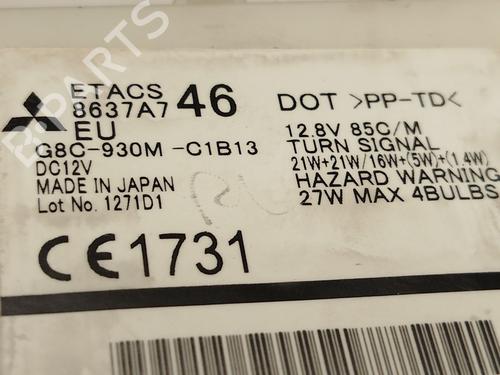 ETACS
8637A7 46
EU
G8C-930M -C1B13
DC12V
MADE IN JAPAN
Lot No. 1271D1
CE1731
DOT >PP-TD<
12.8V 85C/M
TURN SIGNAL
21W+21W/16W+(5W)+(1.4W)
HAZARD WARNING
27W MAX 4BULBS